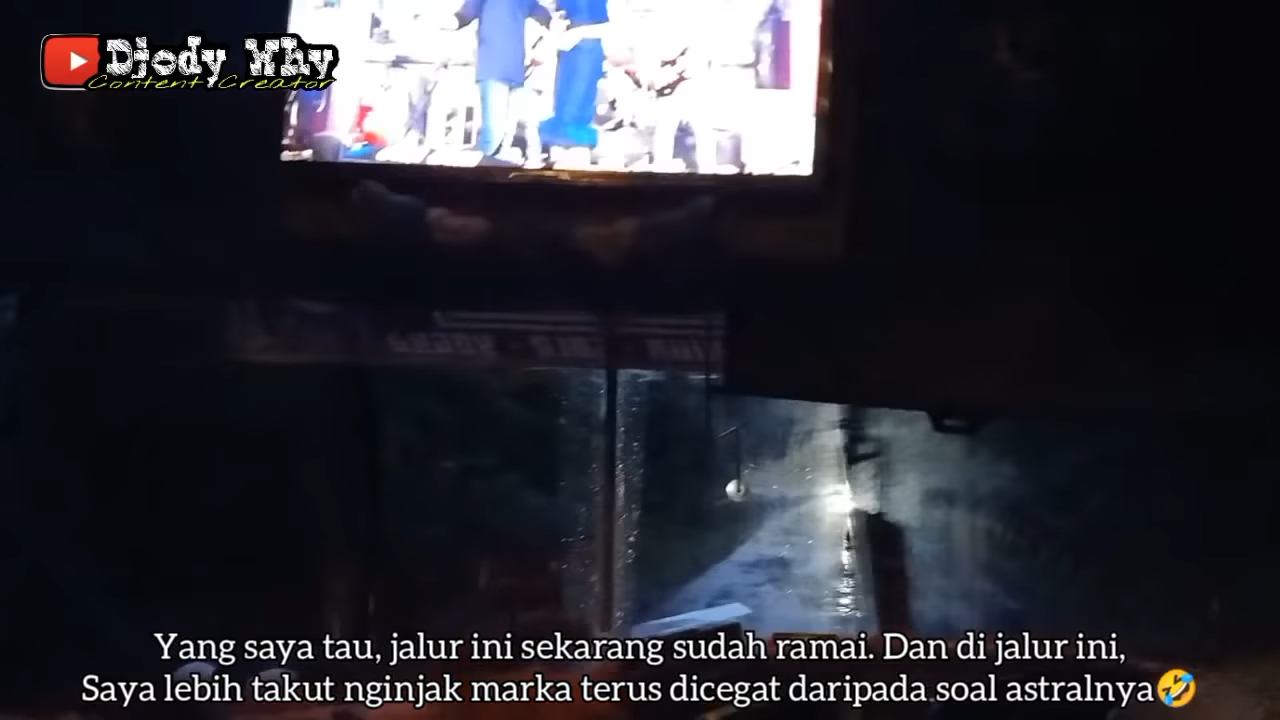 Djody Why
Content Creator
Yang saya tau, jalur ini sekarang sudah ramai. Dan di jalur ini,
Saya lebih takut nginjak marka terus dicegat daripada soal astralnya🤣